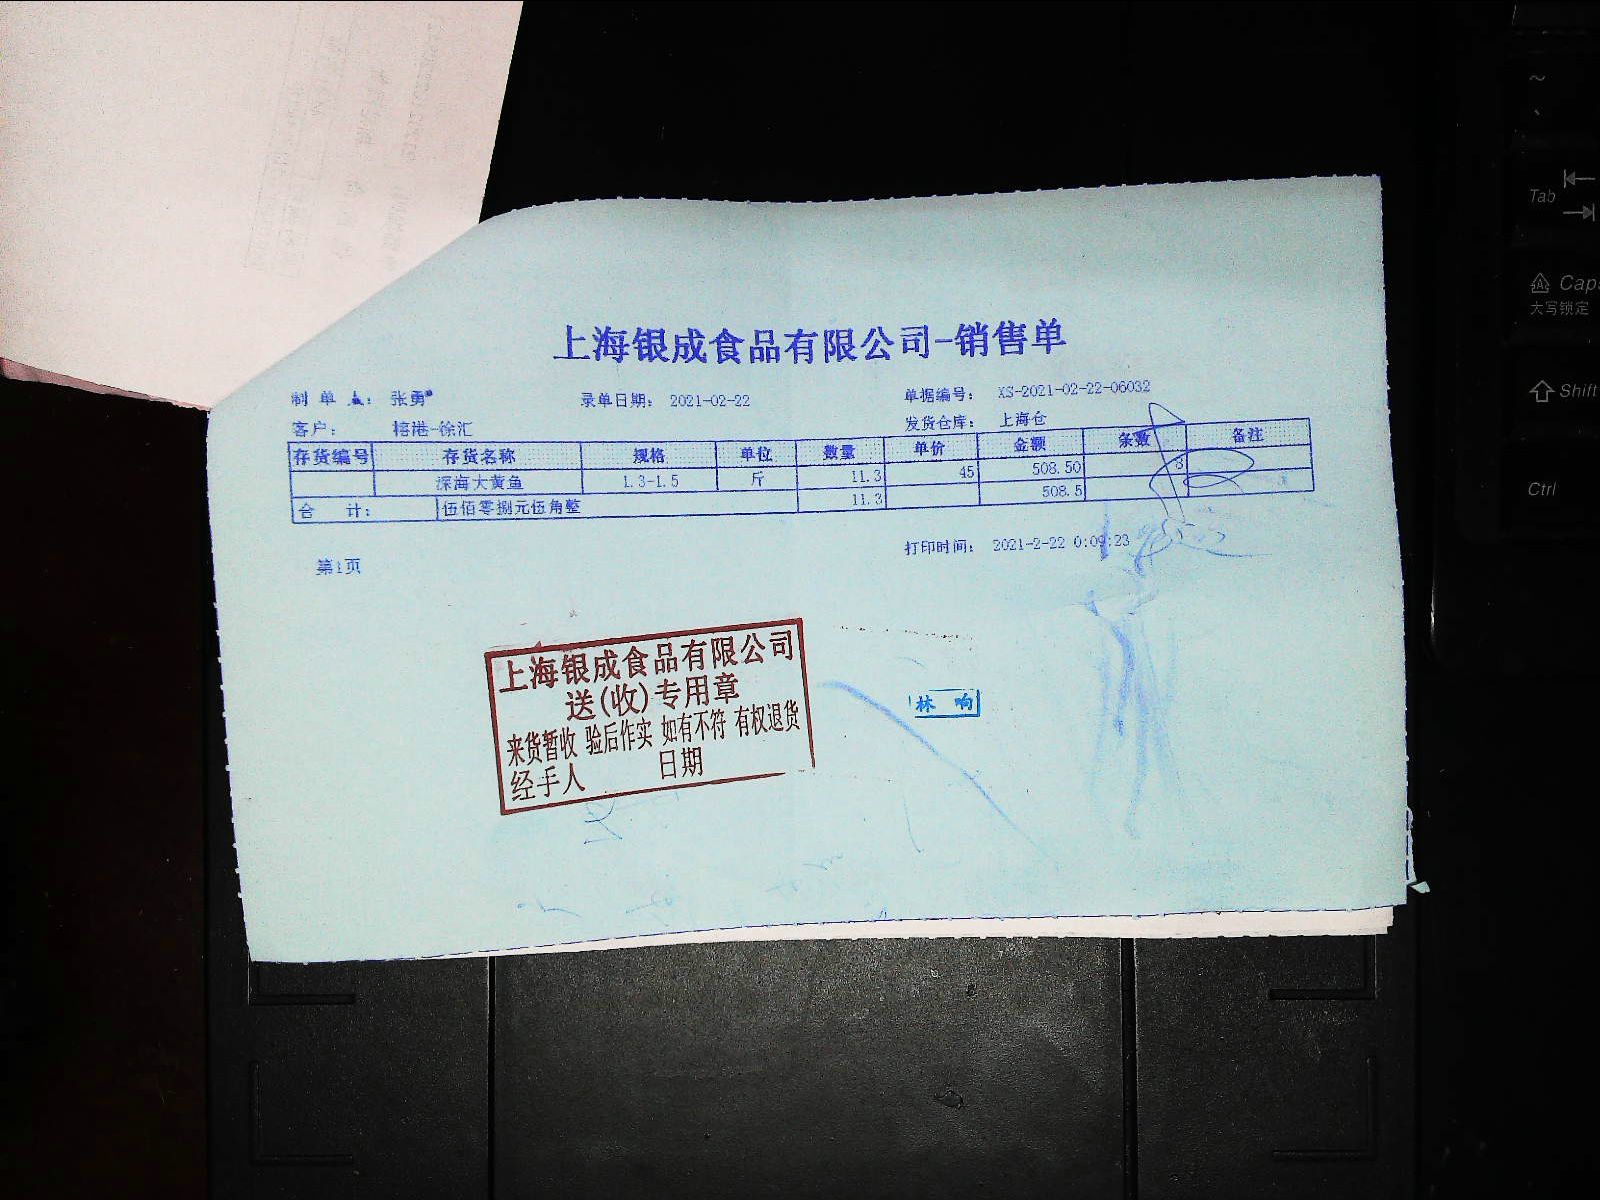 上海银成食品有限公司-销售单
制单人：张勇 录单日期：2021-02-22 单据编号：XS-2021-02-22-06032
客户：榕港-徐汇 发货仓库：上海仓
存货编号 存货名称 规格 单位 数量 单价 金额 条数 备注
深海大黄鱼 1.3-1.5 斤 11.3 45 508.50 8
合计：伍佰零捌元伍角整 11.3 508.5
第1页 打印时间：2021-2-22 0:09:23
上海银成食品有限公司
送(收)专用章
来货暂收 验后作实 如有不符 有权退货
经手人 日期
林 响
~
Tab
Caps
大写锁定
Shift
Ctrl